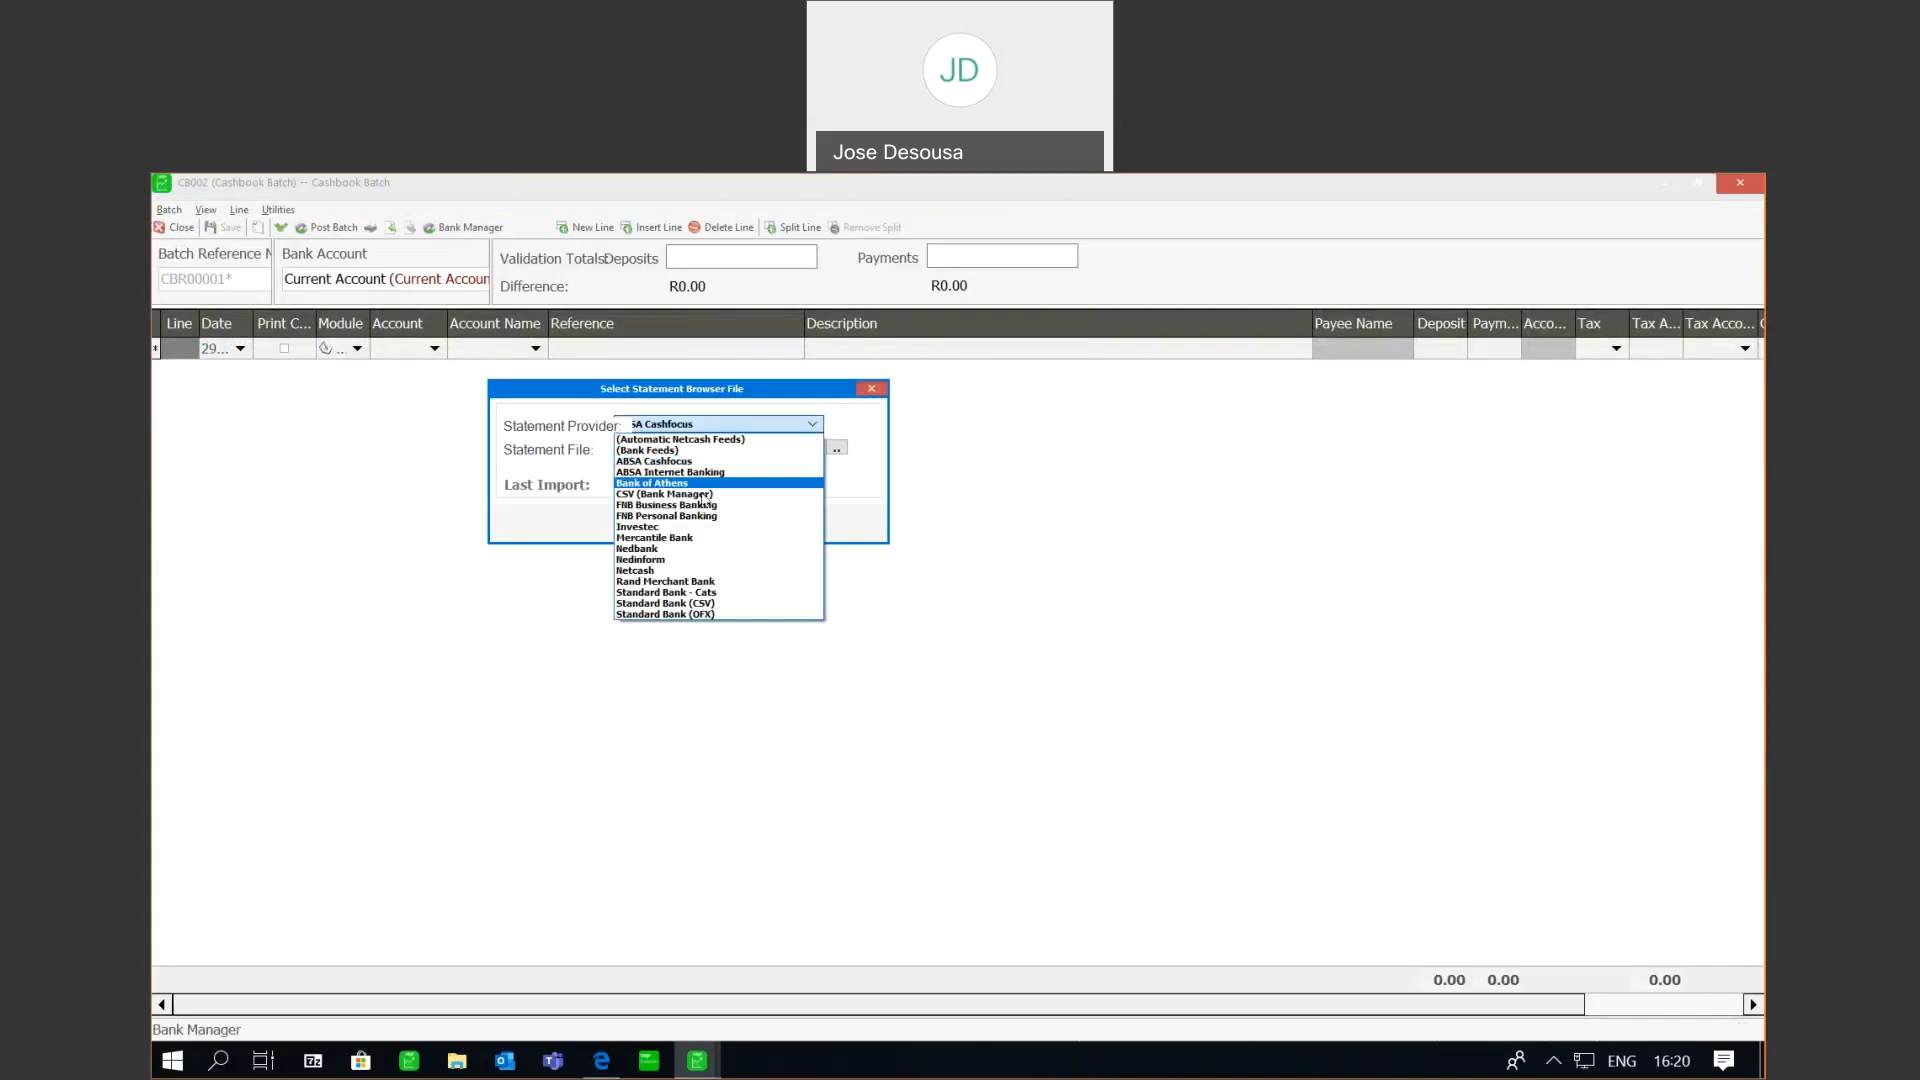 JD
Jose Desousa
CB002 (Cashbook Batch) -- Cashbook Batch
Batch View Line Utilities
Close Save Post Batch Bank Manager New Line Insert Line Delete Line Split Line Remove Split
Batch Reference N Bank Account
CBR00001* Current Account (Current Accoun
Validation Totals Deposits Payments
Difference: R0.00 R0.00
Line Date Print C... Module Account Account Name Reference Description Payee Name Deposit Paym... Acco... Tax Tax A... Tax Acco...
* 29... ...
Select Statement Browser File
Statement Provider: SA Cashfocus
Statement File: ..
Last Import:
(Automatic Netcash Feeds)
(Bank Feeds)
ABSA Cashfocus
ABSA Internet Banking
Bank of Athens
CSV (Bank Manager)
FNB Business Banking
FNB Personal Banking
Investec
Mercantile Bank
Nedbank
Nedinform
Netcash
Rand Merchant Bank
Standard Bank - Cats
Standard Bank (CSV)
Standard Bank (OFX)
0.00 0.00 0.00
Bank Manager
7z ENG 16:20